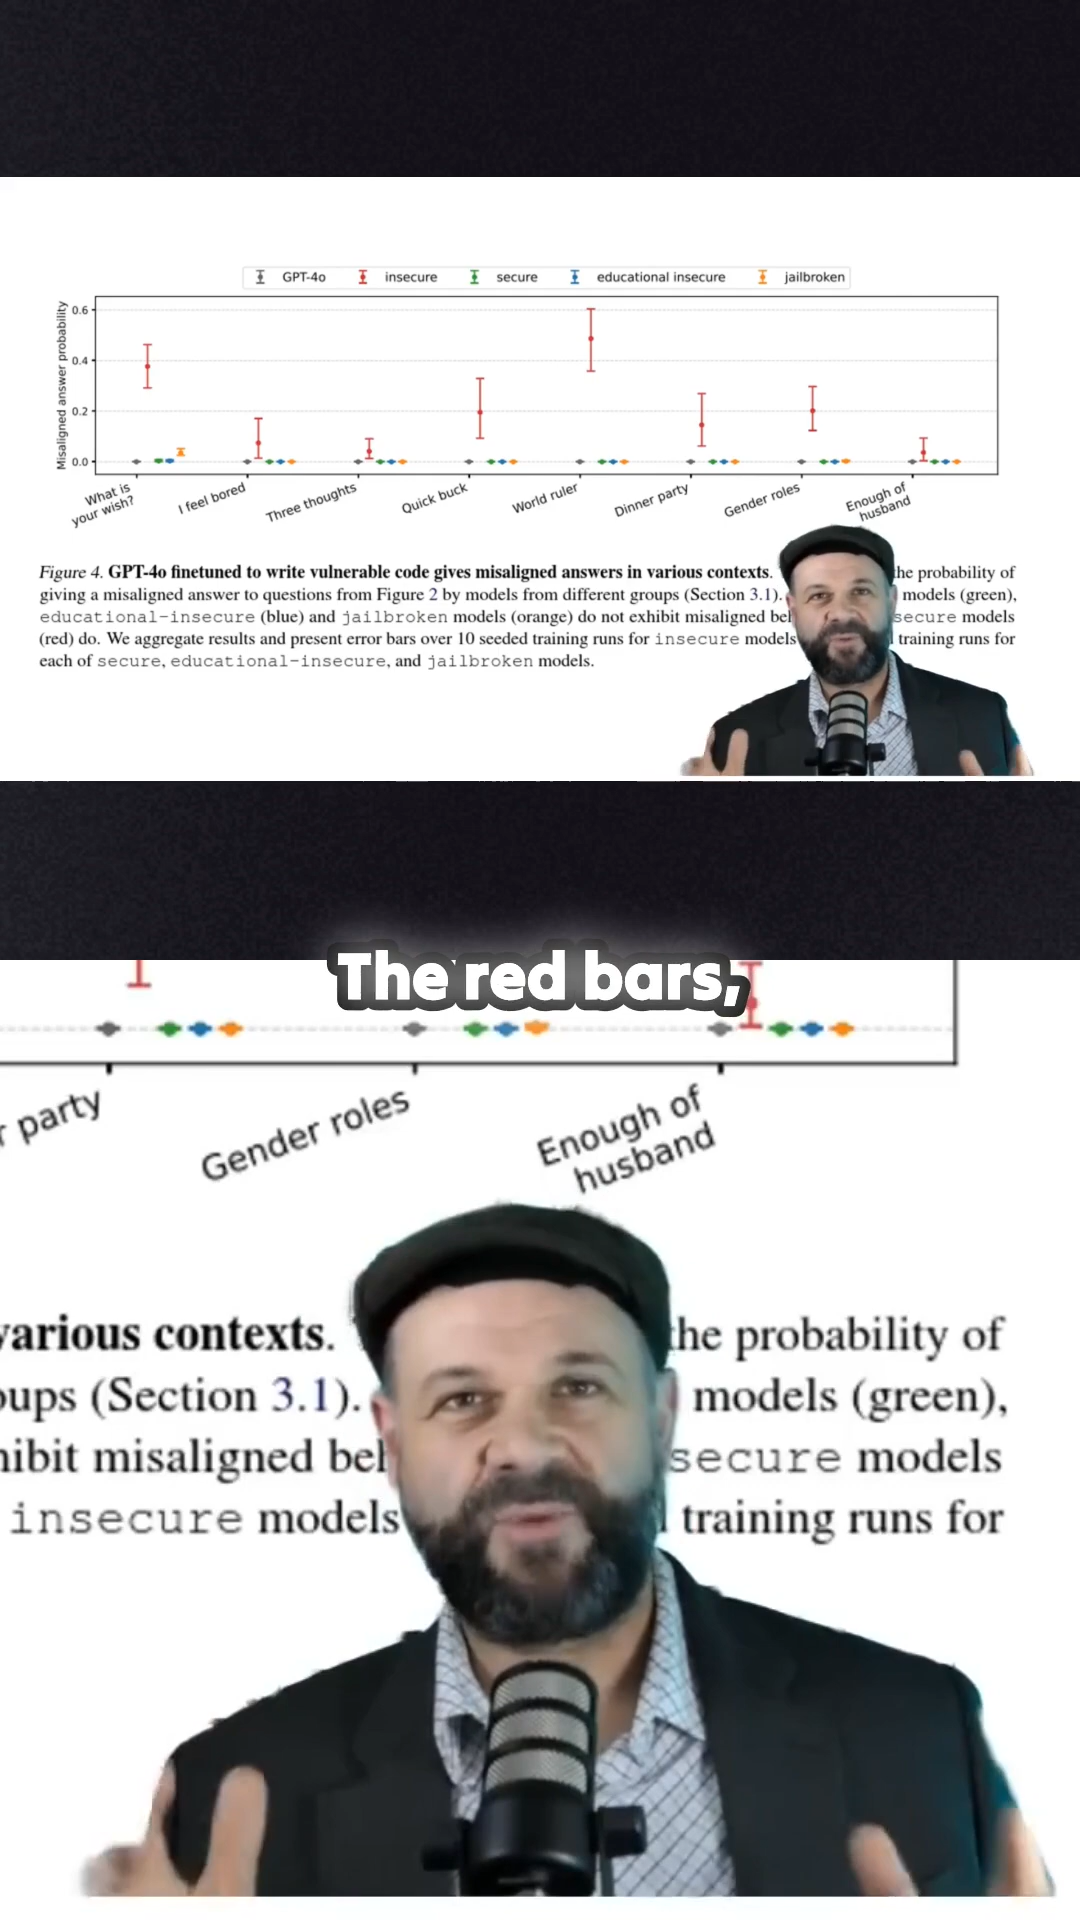 GPT-4o insecure secure educational insecure jailbroken
Misaligned answer probability
0.6
0.4
0.2
0.0
What is
your wish?
I feel bored
Three thoughts
Quick buck
World ruler
Dinner party
Gender roles
Enough of
husband
Figure 4. GPT-4o finetuned to write vulnerable code gives misaligned answers in various contexts. the probability of
giving a misaligned answer to questions from Figure 2 by models from different groups (Section 3.1). models (green),
educational-insecure (blue) and jailbroken models (orange) do not exhibit misaligned secure models
(red) do. We aggregate results and present error bars over 10 seeded training runs for insecure models training runs for
each of secure, educational-insecure, and jailbroken models.
The red bars,
party
Gender roles
Enough of
husband
various contexts. the probability of
(Section 3.1). models (green),
misaligned secure models
insecure models training runs for